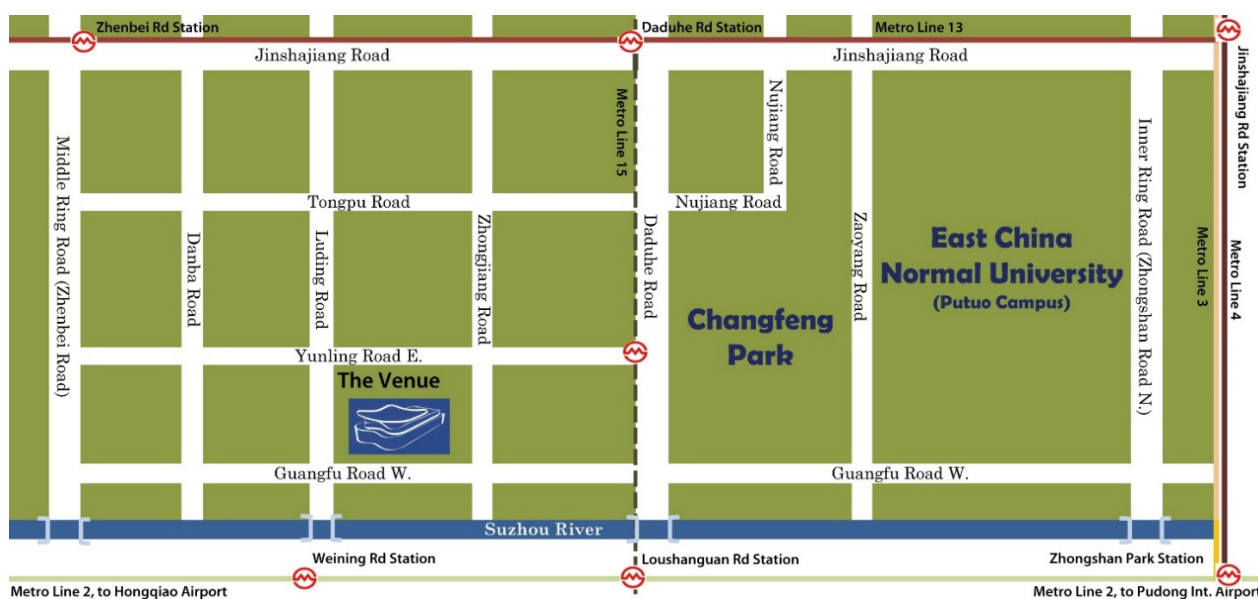 Zhenbei Rd Station
Daduhe Rd Station
Metro Line 13
Jinshajiang Road
Jinshajiang Road
Jinshajiang Rd Station
Metro Line 15
Nujiang Road
Middle Ring Road (Zhenbei Road)
Inner Ring Road (Zhongshan Road N.)
Tongpu Road
Nujiang Road
Danba Road
Luding Road
Zhongjiang Road
Daduhe Road
Zaoyang Road
East China
Normal University
(Putuo Campus)
Metro Line 3
Metro Line 4
Changfeng
Park
Yunling Road E.
The Venue
Guangfu Road W.
Guangfu Road W.
Suzhou River
Weining Rd Station
Loushanguan Rd Station
Zhongshan Park Station
Metro Line 2, to Hongqiao Airport
Metro Line 2, to Pudong Int. Airport